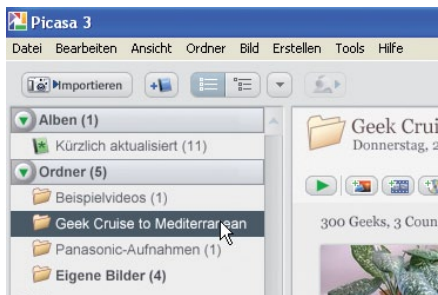 Picasa 3
Datei Bearbeiten Ansicht Ordner Bild Erstellen Tools Hilfe
Importieren
Alben (1)
Kürzlich aktualisiert (11)
Ordner (5)
Beispielvideos (1)
Geek Cruise to Mediterranean
Panasonic-Aufnahmen (1)
Eigene Bilder (4)
Geek Crui
Donnerstag, 2
300 Geeks, 3 Coun